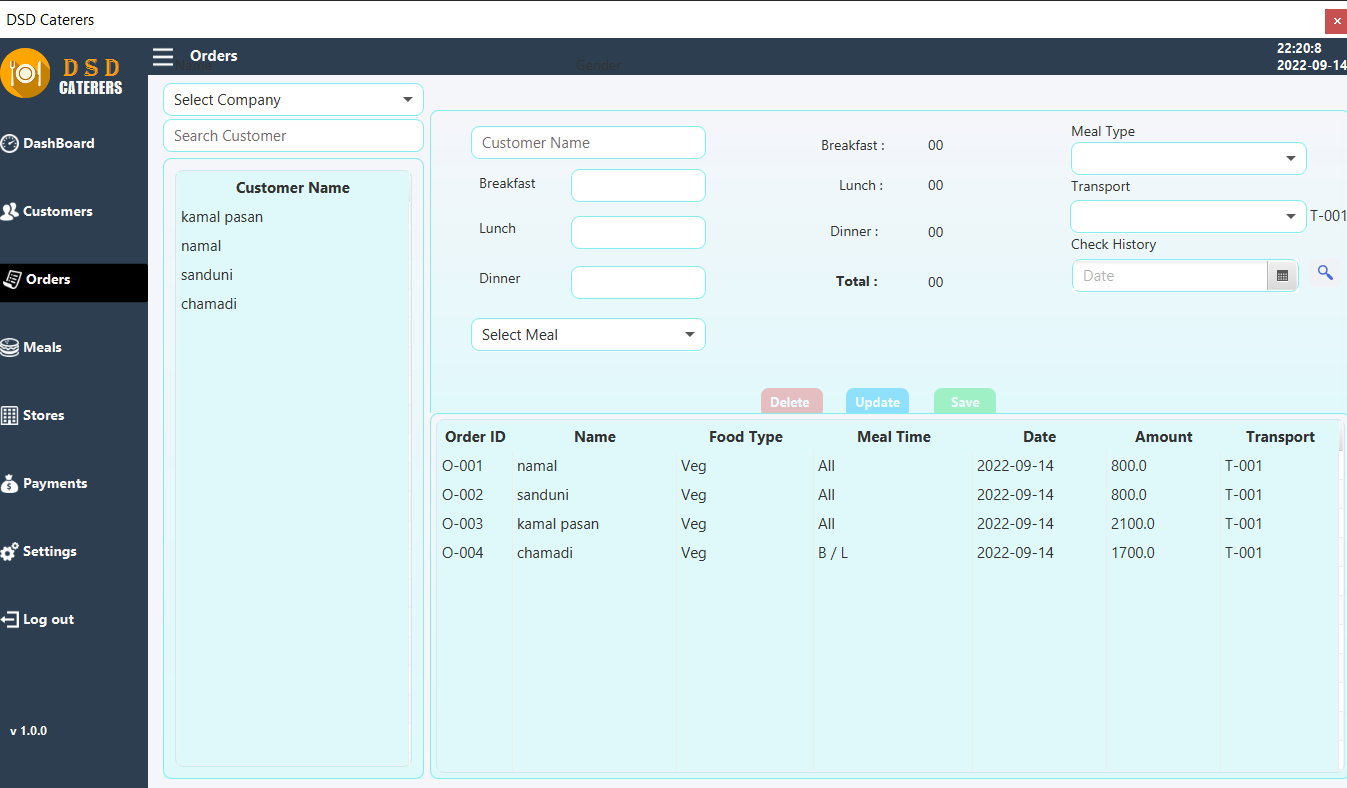 DSD Caterers
D S D
CATERERS
Orders
Gender
22:20:8
2022-09-14
DashBoard
Customers
Orders
Meals
Stores
Payments
Settings
Log out
v 1.0.0
Select Company
Search Customer
Customer Name
kamal pasan
namal
sanduni
chamadi
Customer Name
Breakfast
Lunch
Dinner
Select Meal
Breakfast : 00
Lunch : 00
Dinner : 00
Total : 00
Meal Type
Transport
T-001
Check History
Date
Delete Update Save
Order ID Name Food Type Meal Time Date Amount Transport
O-001 namal Veg All 2022-09-14 800.0 T-001
O-002 sanduni Veg All 2022-09-14 800.0 T-001
O-003 kamal pasan Veg All 2022-09-14 2100.0 T-001
O-004 chamadi Veg B / L 2022-09-14 1700.0 T-001